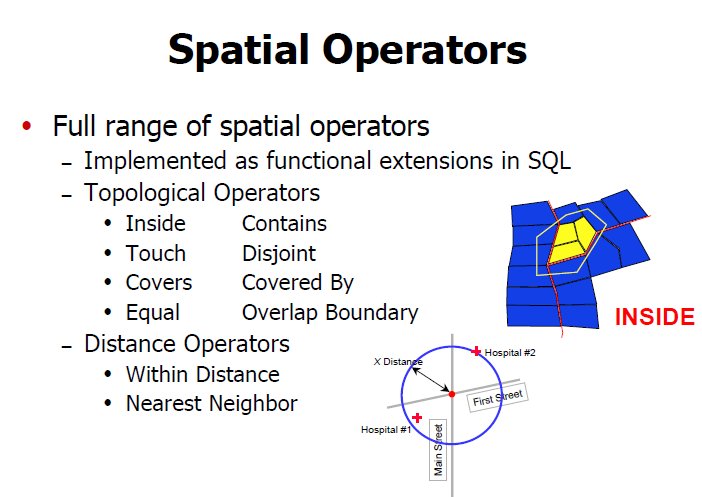 Spatial Operators
• Full range of spatial operators
– Implemented as functional extensions in SQL
– Topological Operators
• Inside Contains
• Touch Disjoint
• Covers Covered By
• Equal Overlap Boundary
INSIDE
– Distance Operators
• Within Distance
• Nearest Neighbor
X Distance
Hospital #2
First Street
Hospital #1
Main Street